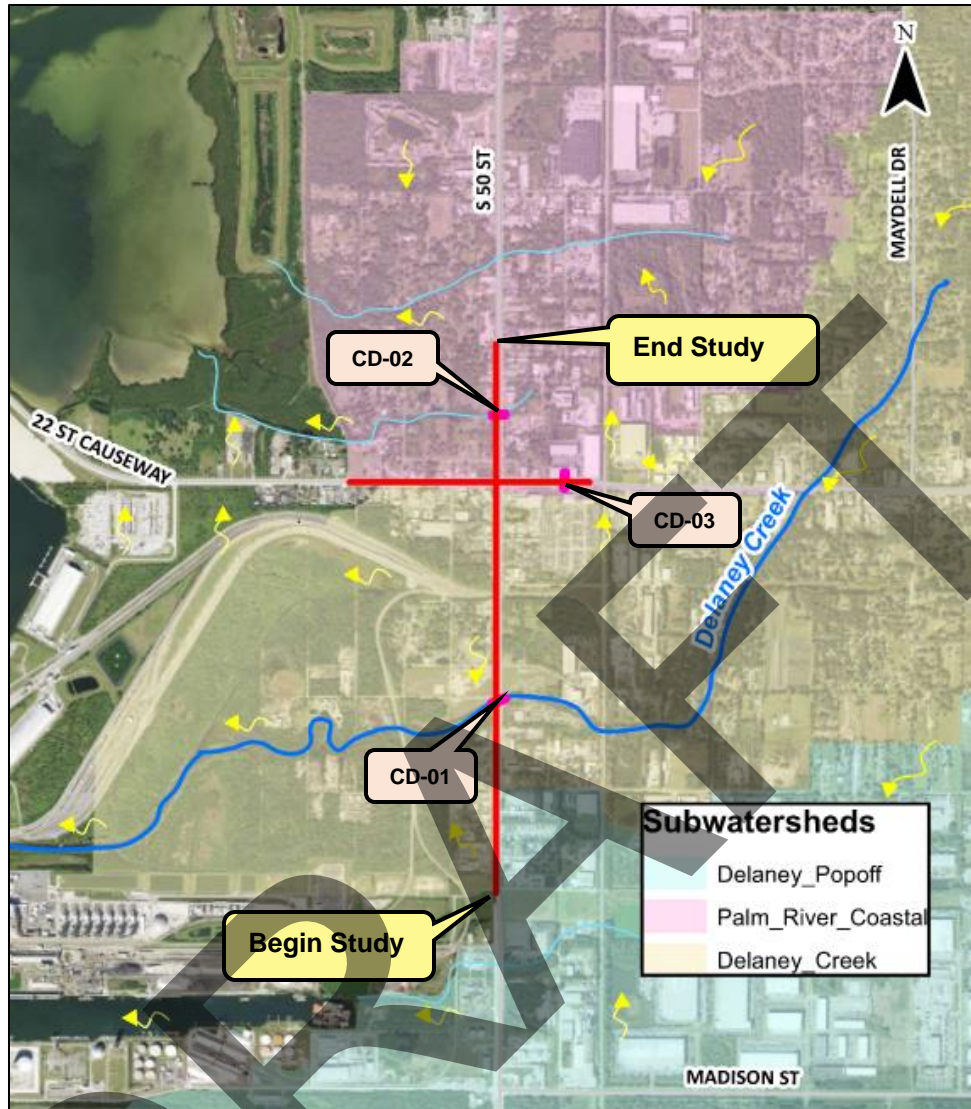 N
S 50 ST
MAYDELL DR
End Study
CD-02
22 ST CAUSEWAY
CD-03
Delaney Creek
CD-01
Begin Study
Subwatersheds
Delaney_Popoff
Palm_River_Coastal
Delaney_Creek
MADISON ST
DRAFT